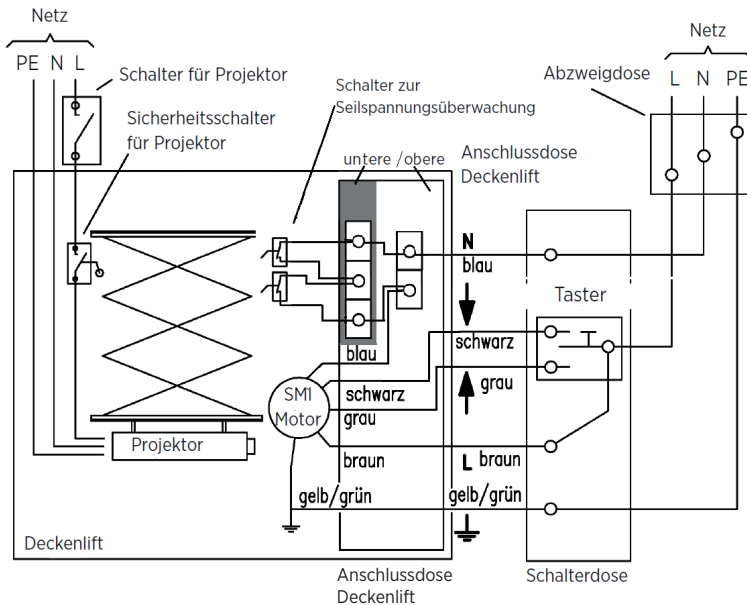 Netz
PE N L
Schalter für Projektor
Sicherheitsschalter
für Projektor
Schalter zur
Seilspannungsüberwachung
untere /obere
Anschlussdose
Deckenlift
Netz
Abzweigdose
L N PE
N
blau
Taster
schwarz
grau
blau
schwarz
grau
SM1
Motor
braun
L braun
gelb/grün
gelb/grün
Projektor
Deckenlift
Anschlussdose
Deckenlift
Schalterdose